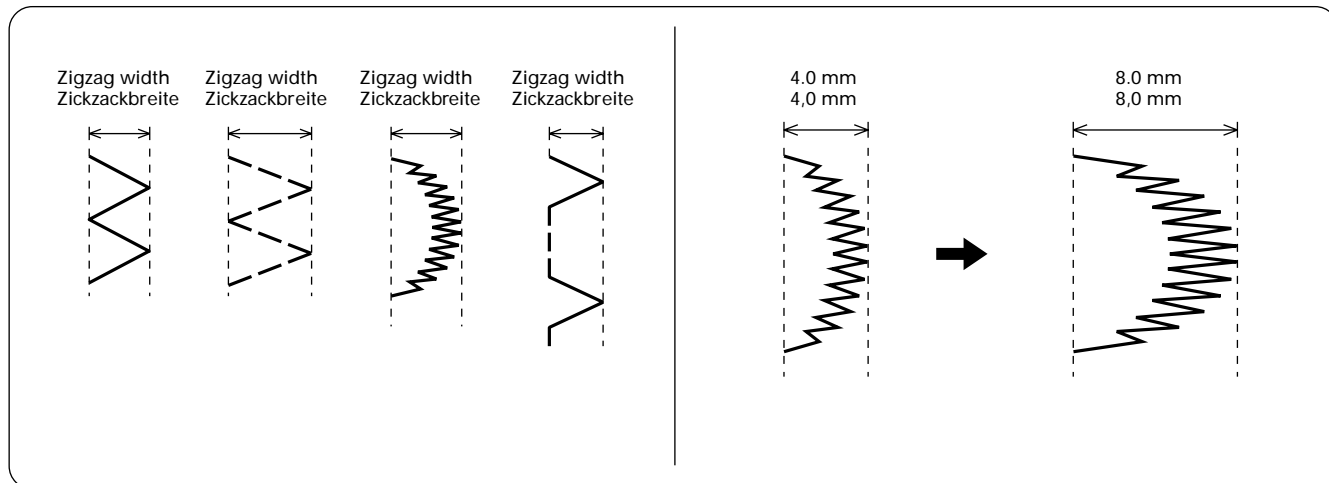 Zigzag width
Zickzackbreite
Zigzag width
Zickzackbreite
Zigzag width
Zickzackbreite
Zigzag width
Zickzackbreite
4.0 mm
4,0 mm
8.0 mm
8,0 mm